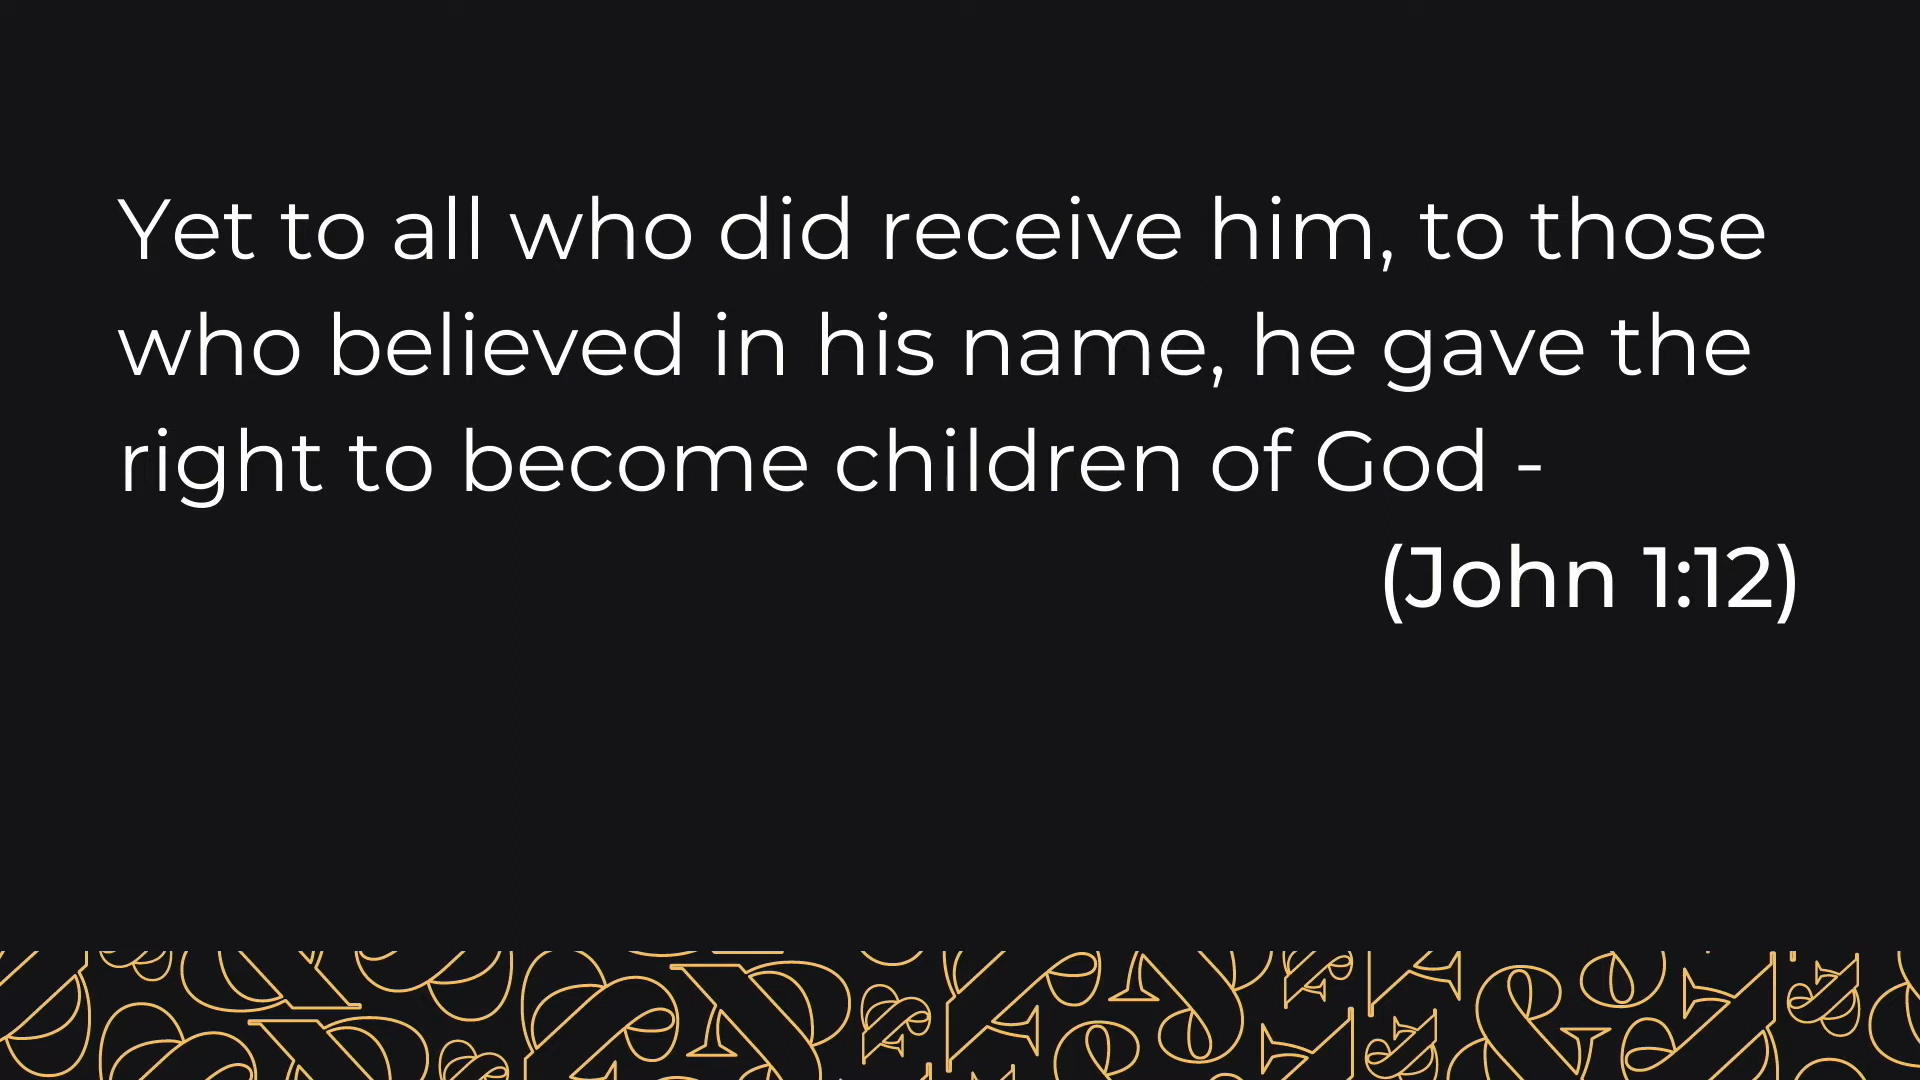 Yet to all who did receive him, to those
who believed in his name, he gave the
right to become children of God -
(John 1:12)